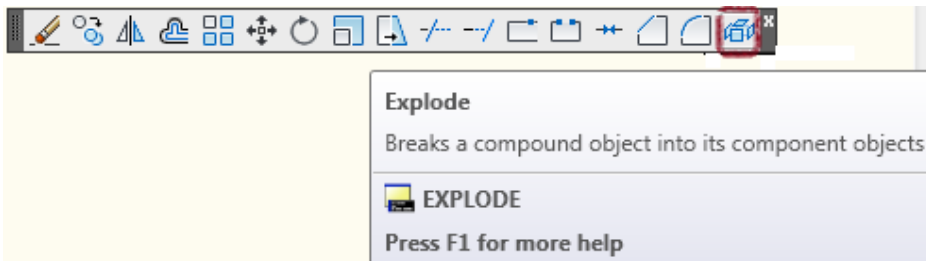 Explode
Breaks a compound object into its component objects
EXPLODE
Press F1 for more help